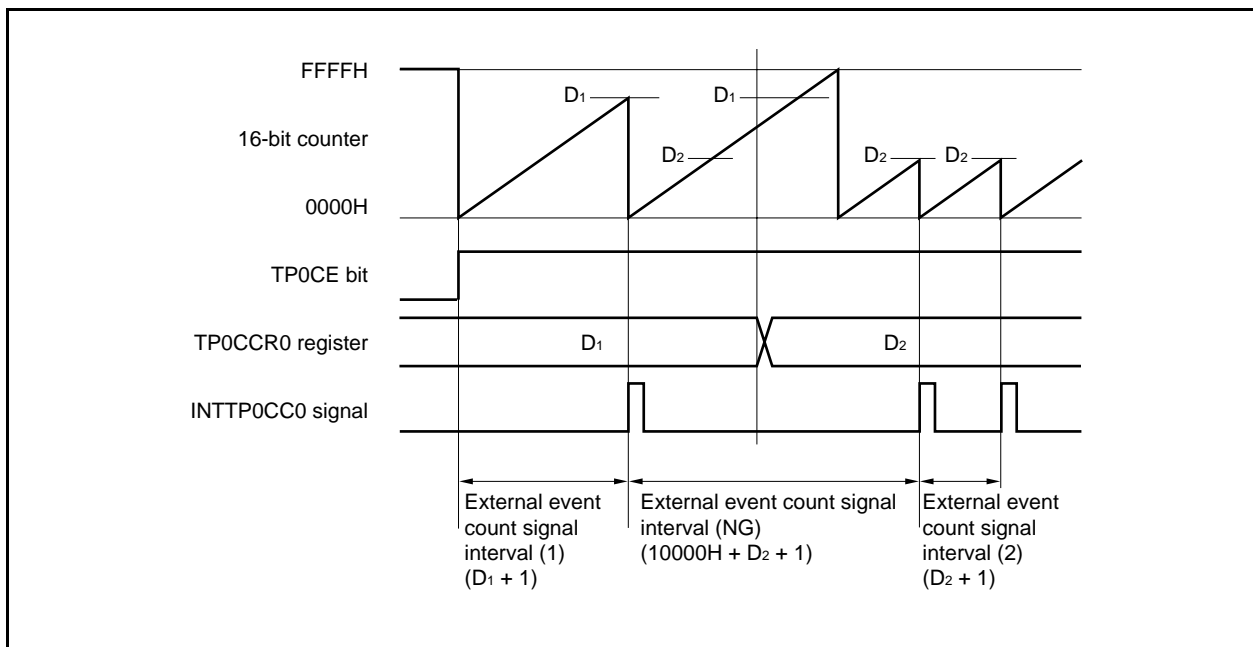 FFFFH
D1
D1
16-bit counter
D2
D2
D2
0000H
TP0CE bit
TP0CCR0 register
D1
D2
INTTP0CC0 signal
External event
count signal
interval (1)
(D1 + 1)
External event count signal
interval (NG)
(10000H + D2 + 1)
External event
count signal
interval (2)
(D2 + 1)